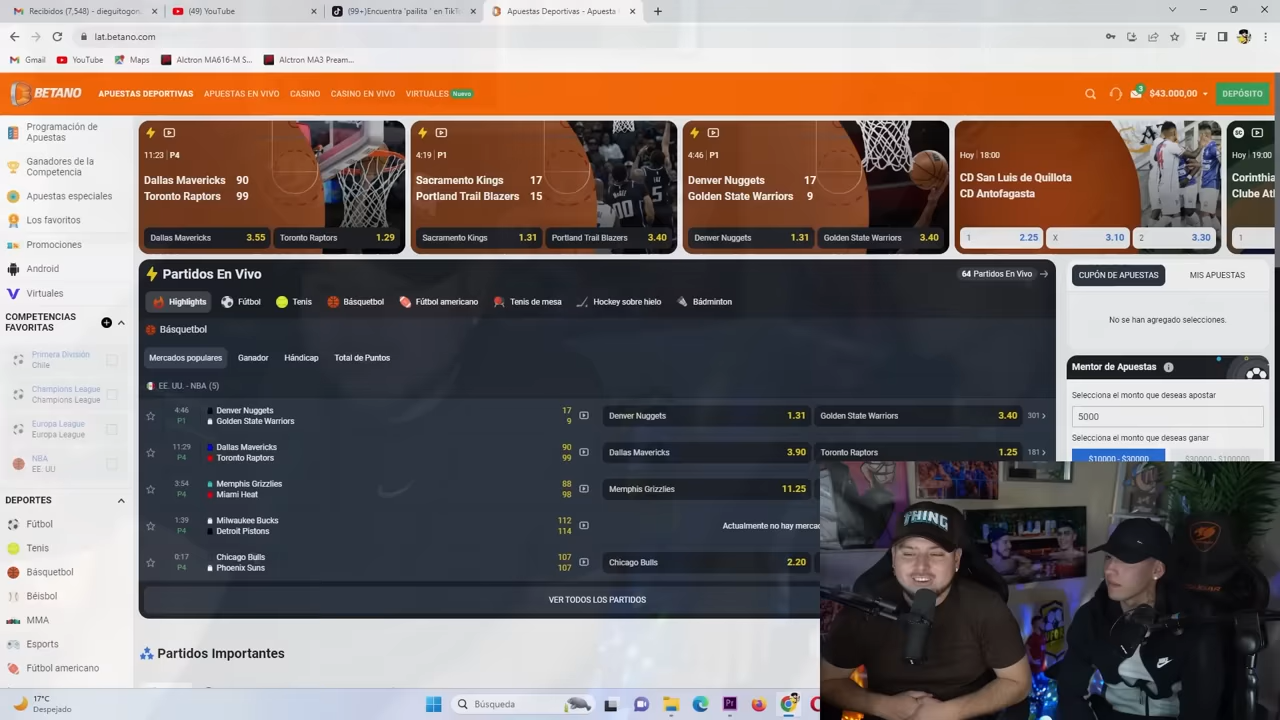 Recibidos (7,548) - dieguitogoru
(49) YouTube
(99+)Encuentra 'pailita ' en TikTo
Apuestas Deportivas - Apuesta
lat.betano.com
Gmail
YouTube
Maps
Alctron MA616-M S...
Alctron MA3 Pream...
BETANO
APUESTAS DEPORTIVAS
APUESTAS EN VIVO
CASINO
CASINO EN VIVO
VIRTUALES
Nuevo
3
$43.000,00
DEPÓSITO
Programación de
Apuestas
Ganadores de la
Competencia
Apuestas especiales
Los favoritos
Promociones
Android
Virtuales
COMPETENCIAS
FAVORITAS
Primera División
Chile
Champions League
Champions League
Europa League
Europa League
NBA
EE. UU
DEPORTES
Fútbol
Tenis
Básquetbol
Béisbol
MMA
Esports
Fútbol americano
11:23 | P4
Dallas Mavericks 90
Toronto Raptors 99
Dallas Mavericks 3.55
Toronto Raptors 1.29
4:19 | P1
Sacramento Kings 17
Portland Trail Blazers 15
Sacramento Kings 1.31
Portland Trail Blazers 3.40
4:46 | P1
Denver Nuggets 17
Golden State Warriors 9
Denver Nuggets 1.31
Golden State Warriors 3.40
Hoy | 18:00
CD San Luis de Quillota
CD Antofagasta
1 2.25
X 3.10
2 3.30
Hoy | 19:00
Corinthia
Clube Atl
1
Partidos En Vivo
64 Partidos En Vivo
Highlights
Fútbol
Tenis
Básquetbol
Fútbol americano
Tenis de mesa
Hockey sobre hielo
Bádminton
Básquetbol
Mercados populares
Ganador
Hándicap
Total de Puntos
EE. UU. - NBA (5)
4:46 Denver Nuggets 17
P1 Golden State Warriors 9
Denver Nuggets 1.31
Golden State Warriors 3.40
301
11:29 Dallas Mavericks 90
P4 Toronto Raptors 99
Dallas Mavericks 3.90
Toronto Raptors 1.25
181
3:54 Memphis Grizzlies 88
P4 Miami Heat 98
Memphis Grizzlies 11.25
1:39 Milwaukee Bucks 112
P4 Detroit Pistons 114
Actualmente no hay mercad
0:17 Chicago Bulls 107
P4 Phoenix Suns 107
Chicago Bulls 2.20
VER TODOS LOS PARTIDOS
Partidos Importantes
CUPÓN DE APUESTAS
MIS APUESTAS
No se han agregado selecciones.
Mentor de Apuestas
Selecciona el monto que deseas apostar
5000
Selecciona el monto que deseas ganar
$10000 - $30000
$30000 - $100000
THING
17°C
Despejado
Búsqueda